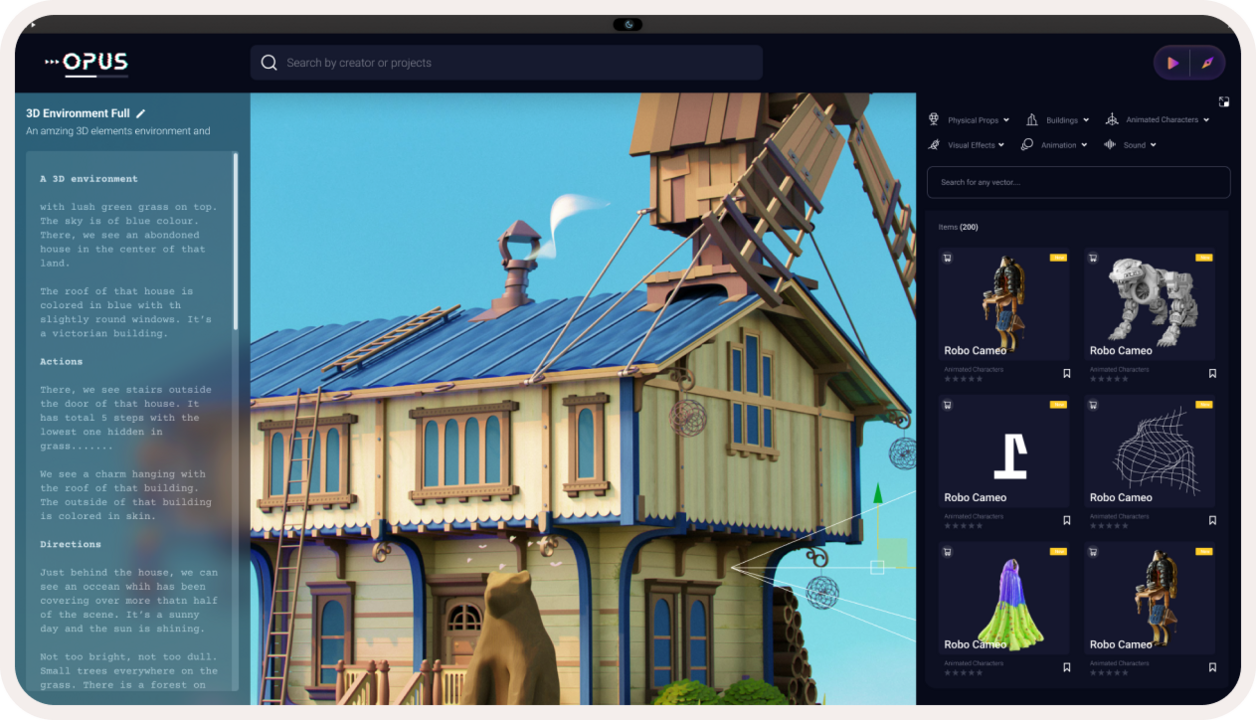 OPUS
Search by creator or projects
3D Environment Full
An amzing 3D elements environment and
A 3D environment
with lush green grass on top.
The sky is of blue colour.
There, we see an abondoned
house in the center of that
land.
The roof of that house is
colored in blue with th
slightly round windows. It's
a victorian building.
Actions
There, we see stairs outside
the door of that house. It
has total 5 steps with the
lowest one hidden in
grass.......
We see a charm hanging with
the roof of that building.
The outside of that building
is colored in skin.
Directions
Just behind the house, we can
see an occean whih has been
covering over more thatn half
of the scene. It's a sunny
day and the sun is shining.
Not too bright, not too dull.
Small trees everywhere on the
grass. There is a forest on
Physical Props
Buildings
Animated Characters
Visual Effects
Animation
Sound
Search for any vector....
Items (200)
Robo Cameo
Animated Characters
Robo Cameo
Animated Characters
Robo Cameo
Animated Characters
Robo Cameo
Animated Characters
Robo Cameo
Animated Characters
Robo Cameo
Animated Characters